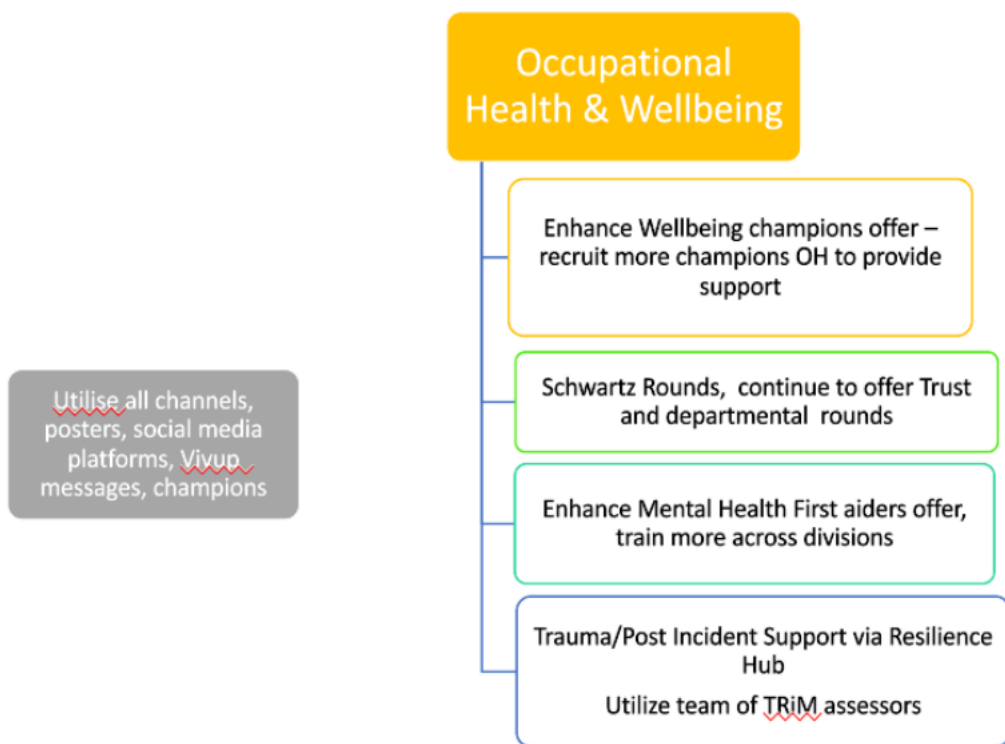 Occupational
Health & Wellbeing
Enhance Wellbeing champions offer –
recruit more champions OH to provide
support
Schwartz Rounds, continue to offer Trust
and departmental rounds
Utilise all channels,
posters, social media
platforms, Vivup
messages, champions
Enhance Mental Health First aiders offer,
train more across divisions
Trauma/Post Incident Support via Resilience
Hub
Utilize team of TRiM assessors